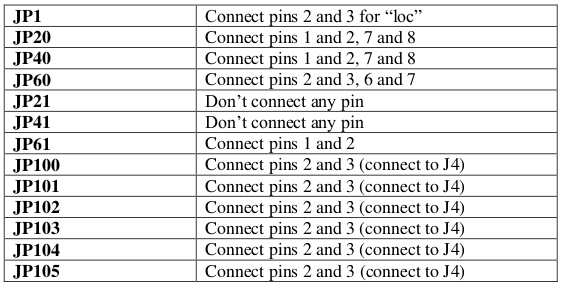 JP1 Connect pins 2 and 3 for “loc”
JP20 Connect pins 1 and 2, 7 and 8
JP40 Connect pins 1 and 2, 7 and 8
JP60 Connect pins 2 and 3, 6 and 7
JP21 Don’t connect any pin
JP41 Don’t connect any pin
JP61 Connect pins 1 and 2
JP100 Connect pins 2 and 3 (connect to J4)
JP101 Connect pins 2 and 3 (connect to J4)
JP102 Connect pins 2 and 3 (connect to J4)
JP103 Connect pins 2 and 3 (connect to J4)
JP104 Connect pins 2 and 3 (connect to J4)
JP105 Connect pins 2 and 3 (connect to J4)